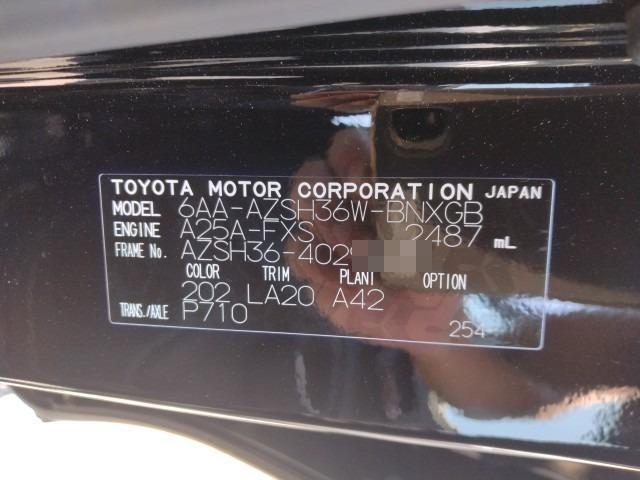 TOYOTA MOTOR CORPORATION JAPAN
MODEL 6AA-AZSH36W-BNXGB
ENGINE A25A-FXS 2487 mL
FRAME No. AZSH36-402
COLOR TRIM PLANT OPTION
202 LA20 A42
TRANS./AXLE P710
254